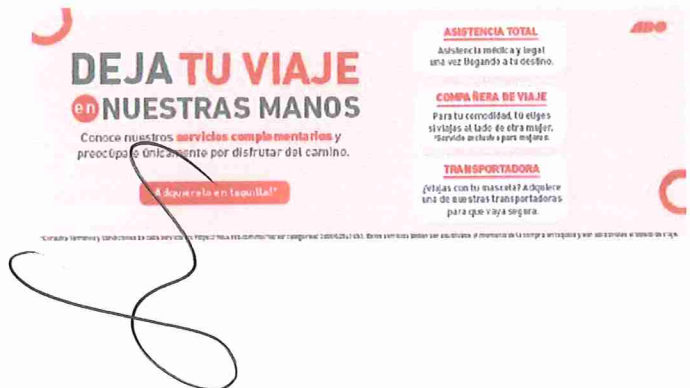 DEJA TU VIAJE
en NUESTRAS MANOS
Conoce nuestros servicios complementarios y
preocúpate únicamente por disfrutar del camino.
Adquiérelo en taquilla!*
ASISTENCIA TOTAL
Asistencia médica y legal
una vez llegando a tu destino.
COMPAÑERA DE VIAJE
Para tu comodidad, tú eliges
si viajas al lado de otra mujer.
*Servicio exclusivo para mujeres.
TRANSPORTADORA
¿Viajas con tu mascota? Adquiere
una de nuestras transportadoras
para que vaya segura.
ADO